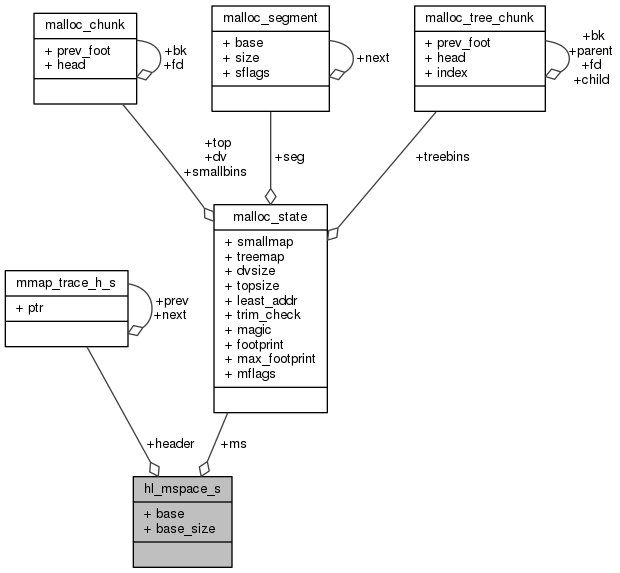 malloc_chunk
+ prev_foot
+ head
+bk
+fd
malloc_segment
+ base
+ size
+ sflags
+next
malloc_tree_chunk
+ prev_foot
+ head
+ index
+bk
+parent
+fd
+child
+top
+dv
+smallbins
+seg
+treebins
malloc_state
+ smallmap
+ treemap
+ dvsize
+ topsize
+ least_addr
+ trim_check
+ magic
+ footprint
+ max_footprint
+ mflags
mmap_trace_h_s
+ ptr
+prev
+next
+header
+ms
hl_mspace_s
+ base
+ base_size